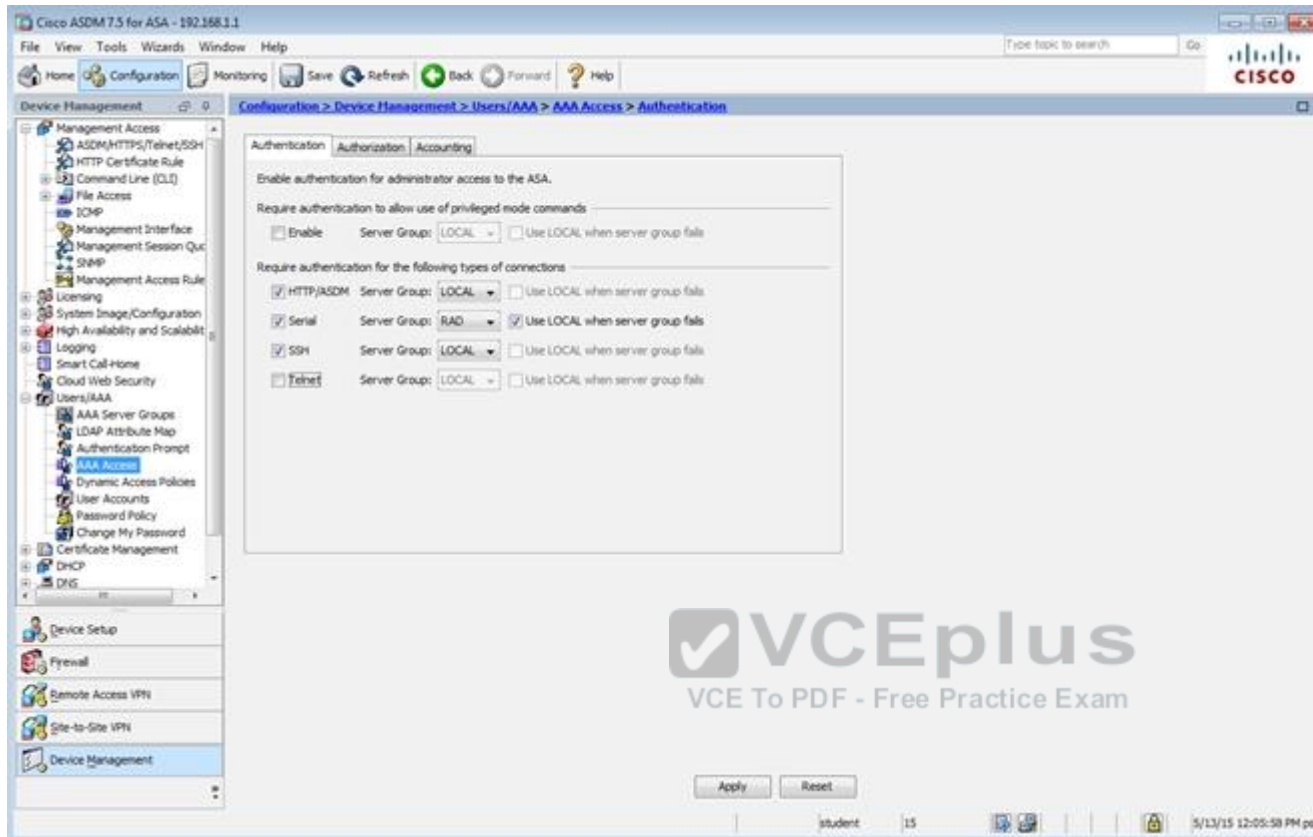 Cisco ASDM 7.5 for ASA - 192.168.1.1
File View Tools Wizards Window Help
Type topic to search Go
Home Configuration Monitoring Save Refresh Back Forward Help
CISCO
Device Management
Configuration > Device Management > Users/AAA > AAA Access > Authentication
Management Access
ASDM/HTTPS/Telnet/SSH
HTTP Certificate Rule
Command Line (CLI)
File Access
ICMP
Management Interface
Management Session Quo
SNMP
Management Access Rule
Licensing
System Image/Configuration
High Availability and Scalabilit
Logging
Smart Call-Home
Cloud Web Security
Users/AAA
AAA Server Groups
LDAP Attribute Map
Authentication Prompt
AAA Access
Dynamic Access Policies
User Accounts
Password Policy
Change My Password
Certificate Management
DHCP
DNS
Device Setup
Firewall
Remote Access VPN
Site-to-Site VPN
Device Management
Authentication Authorization Accounting
Enable authentication for administrator access to the ASA.
Require authentication to allow use of privileged mode commands
Enable Server Group: LOCAL Use LOCAL when server group fails
Require authentication for the following types of connections
HTTP/ASDM Server Group: LOCAL Use LOCAL when server group fails
Serial Server Group: RAD Use LOCAL when server group fails
SSH Server Group: LOCAL Use LOCAL when server group fails
Telnet Server Group: LOCAL Use LOCAL when server group fails
VCEplus
VCE To PDF - Free Practice Exam
Apply Reset
student 15 5/13/15 12:05:58 PM p